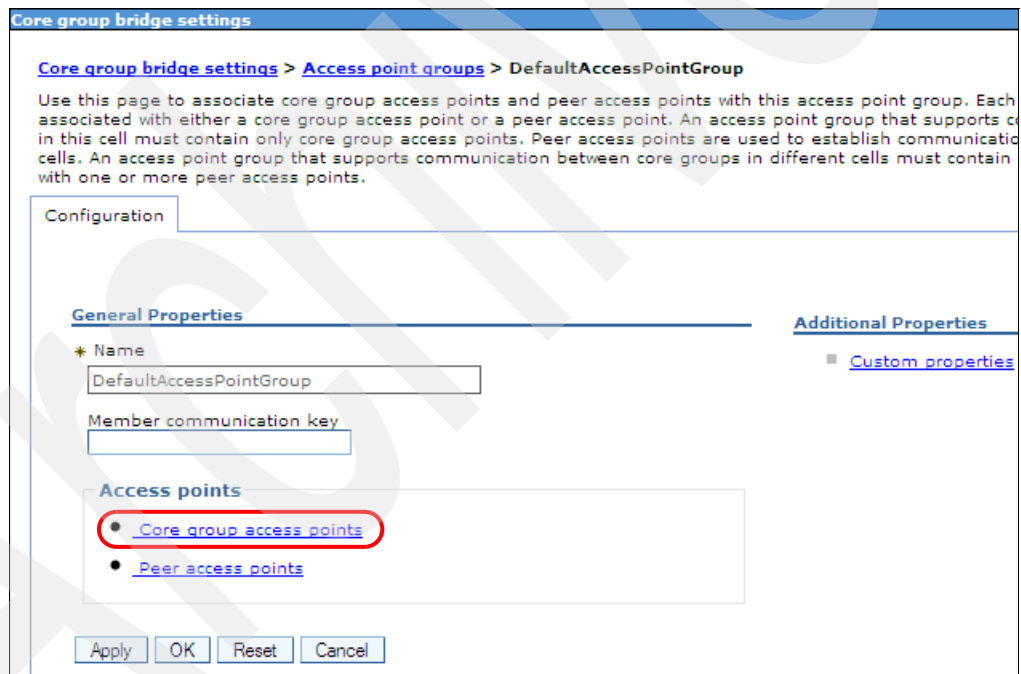 Core group bridge settings
Core group bridge settings > Access point groups > DefaultAccessPointGroup
Use this page to associate core group access points and peer access points with this access point group. Each
associated with either a core group access point or a peer access point. An access point group that supports
in this cell must contain only core group access points. Peer access points are used to establish
cells. An access point group that supports communication between core groups in different cells must contain
with one or more peer access points.
Configuration
General Properties
Additional Properties
* Name
Custom properties
DefaultAccessPointGroup
Member communication key
Access points
Core group access points
Peer access points
Apply OK Reset Cancel